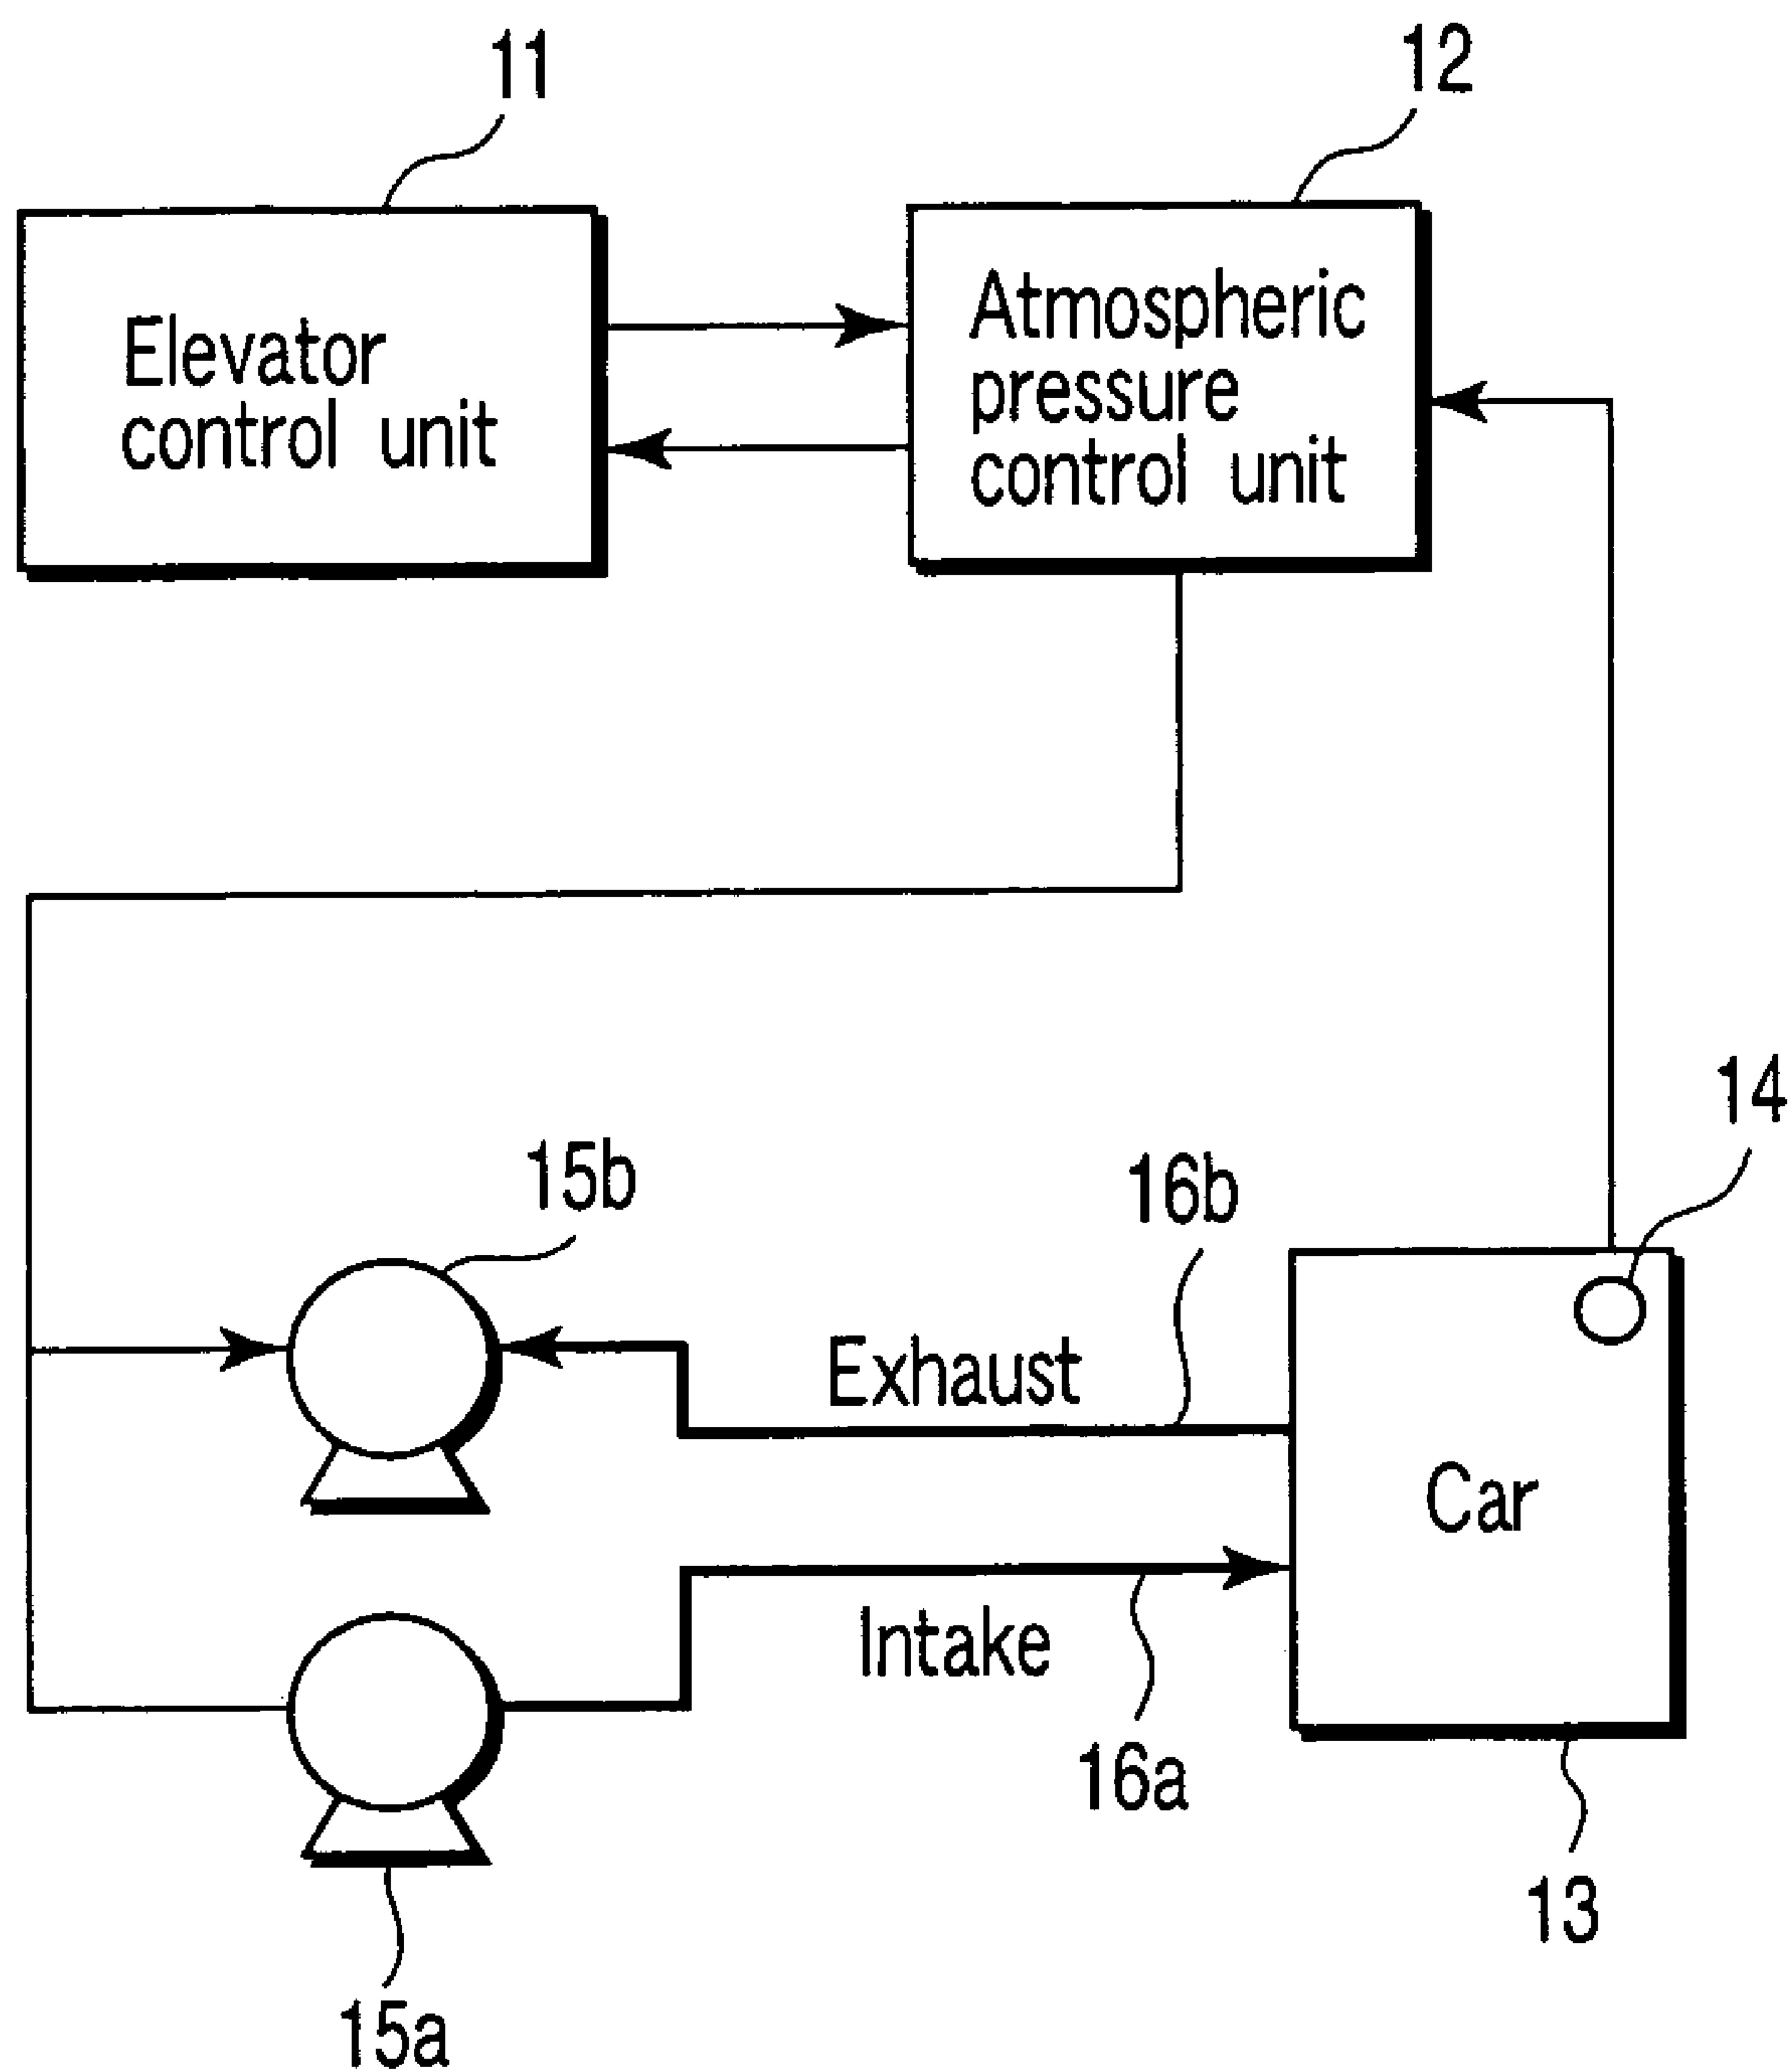 11
12
Elevator
control unit
Atmospheric
pressure
control unit
14
15b
16b
Exhaust
Car
Intake
16a
13
15a